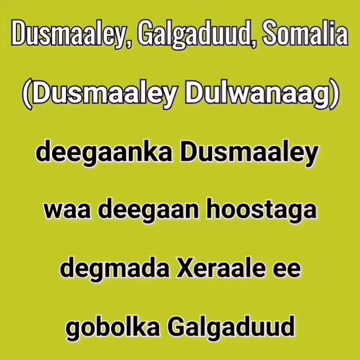 Dusmaaley, Galgaduud, Somalia
(Dusmaaley Dulwanaag)
deegaanka Dusmaaley
waa deegaan hoostaga
degmada Xeraale ee
gobolka Galgaduud